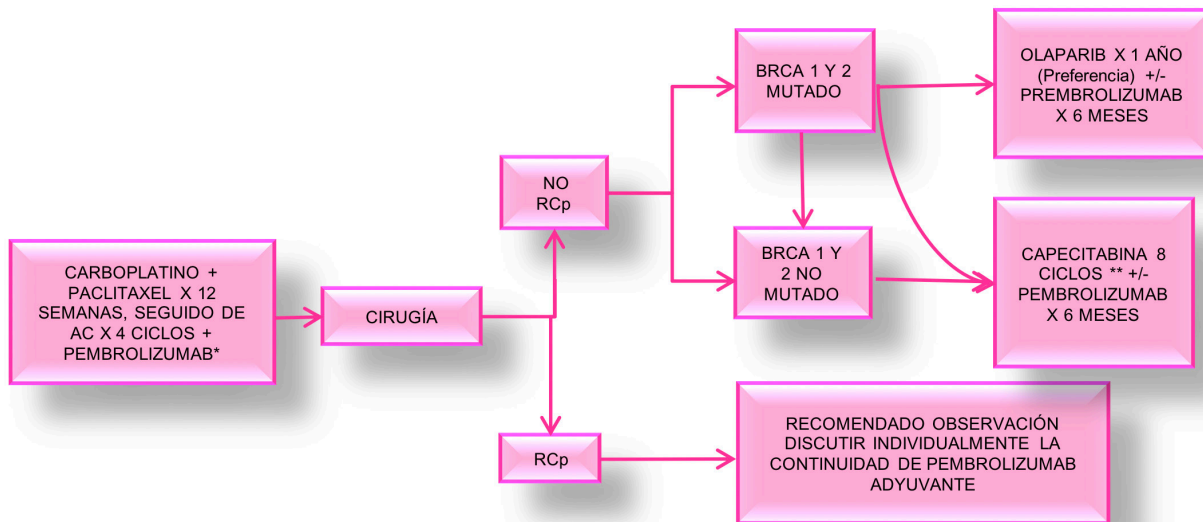 CARBOPLATINO +
PACLITAXEL X 12
SEMANAS, SEGUIDO DE
AC X 4 CICLOS +
PEMBROLIZUMAB*
CIRUGÍA
NO
RCp
BRCA 1 Y 2
MUTADO
OLAPARIB X 1 AÑO
(Preferencia) +/-
PREMBROLIZUMAB
X 6 MESES
BRCA 1 Y
2 NO
MUTADO
CAPECITABINA 8
CICLOS ** +/-
PEMBROLIZUMAB
X 6 MESES
RCp
RECOMENDADO OBSERVACIÓN
DISCUTIR INDIVIDUALMENTE LA
CONTINUIDAD DE PEMBROLIZUMAB
ADYUVANTE